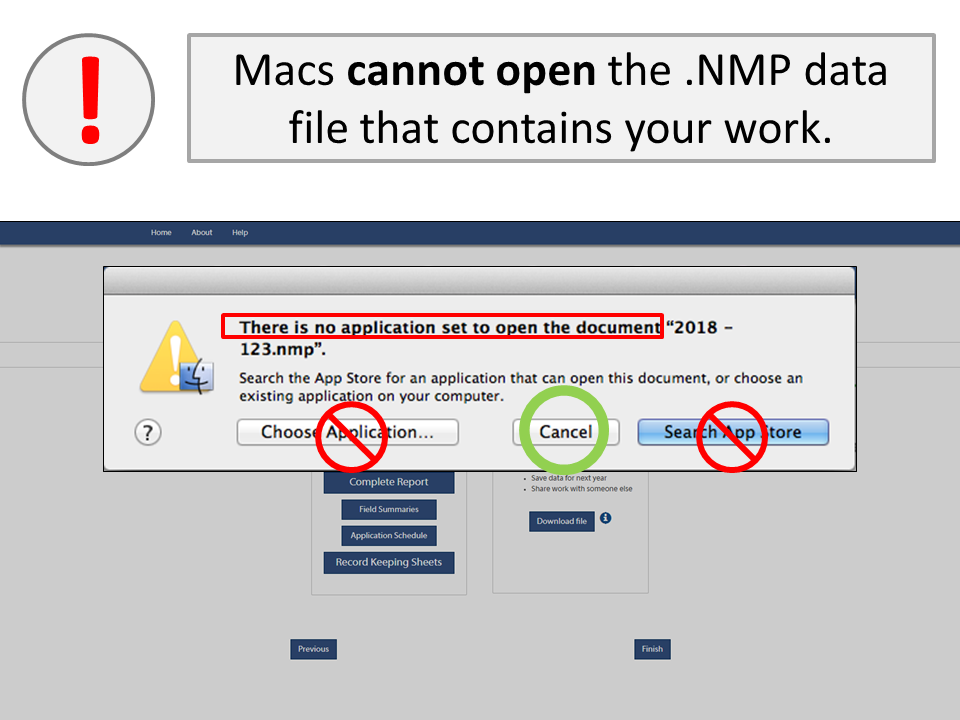 !
Macs cannot open the .NMP data
file that contains your work.
Home About Help
There is no application set to open the document “2018 –
123.nmp”.
Search the App Store for an application that can open this document, or choose an
existing application on your computer.
? Choose Application... Cancel Search App Store
Complete Report
• Save data for next year
• Share work with someone else
Field Summaries
Download file i
Application Schedule
Record Keeping Sheets
Previous Finish